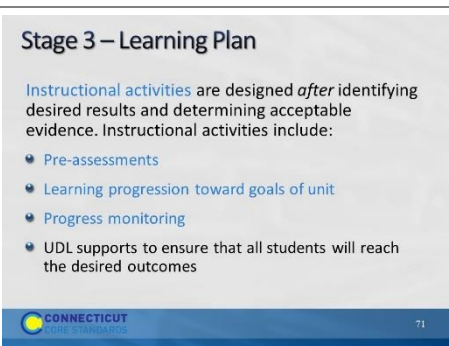 Stage 3 – Learning Plan
Instructional activities are designed after identifying
desired results and determining acceptable
evidence. Instructional activities include:
Pre-assessments
Learning progression toward goals of unit
Progress monitoring
UDL supports to ensure that all students will reach
the desired outcomes
CONNECTICUT
CORE STANDARDS
71